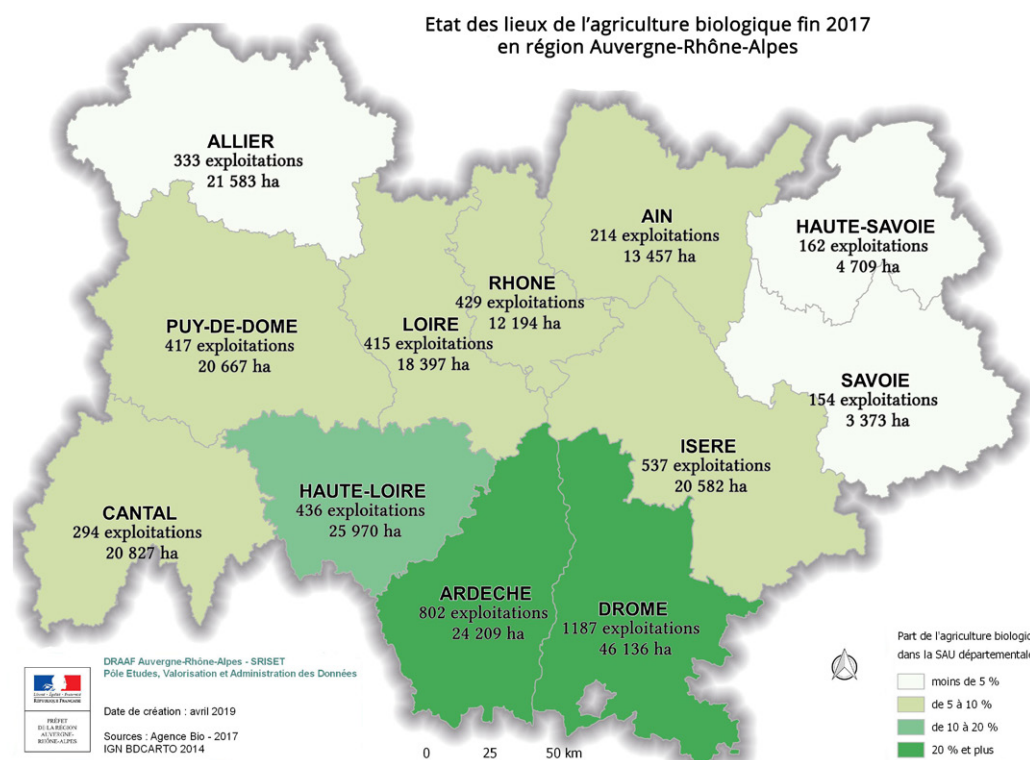 Etat des lieux de l'agriculture biologique fin 2017
en région Auvergne-Rhône-Alpes
ALLIER
333 exploitations
21 583 ha
AIN
214 exploitations
13 457 ha
HAUTE-SAVOIE
162 exploitations
4 709 ha
RHONE
429 exploitations
12 194 ha
PUY-DE-DOME
417 exploitations
20 667 ha
LOIRE
415 exploitations
18 397 ha
SAVOIE
154 exploitations
3 373 ha
ISERE
537 exploitations
20 582 ha
HAUTE-LOIRE
436 exploitations
25 970 ha
CANTAL
294 exploitations
20 827 ha
ARDECHE
802 exploitations
24 209 ha
DROME
1187 exploitations
46 136 ha
DRAAF Auvergne-Rhône-Alpes - SRISET
Pôle Etudes, Valorisation et Administration des Données
Liberté • Égalité • Fraternité
RÉPUBLIQUE FRANÇAISE
PRÉFET
DE LA RÉGION
AUVERGNE-
RHÔNE-ALPES
Date de création : avril 2019
Sources : Agence Bio - 2017
IGN BDCARTO 2014
0 25 50 km
Part de l'agriculture biologic
dans la SAU départementale
moins de 5 %
de 5 à 10 %
de 10 à 20 %
20 % et plus